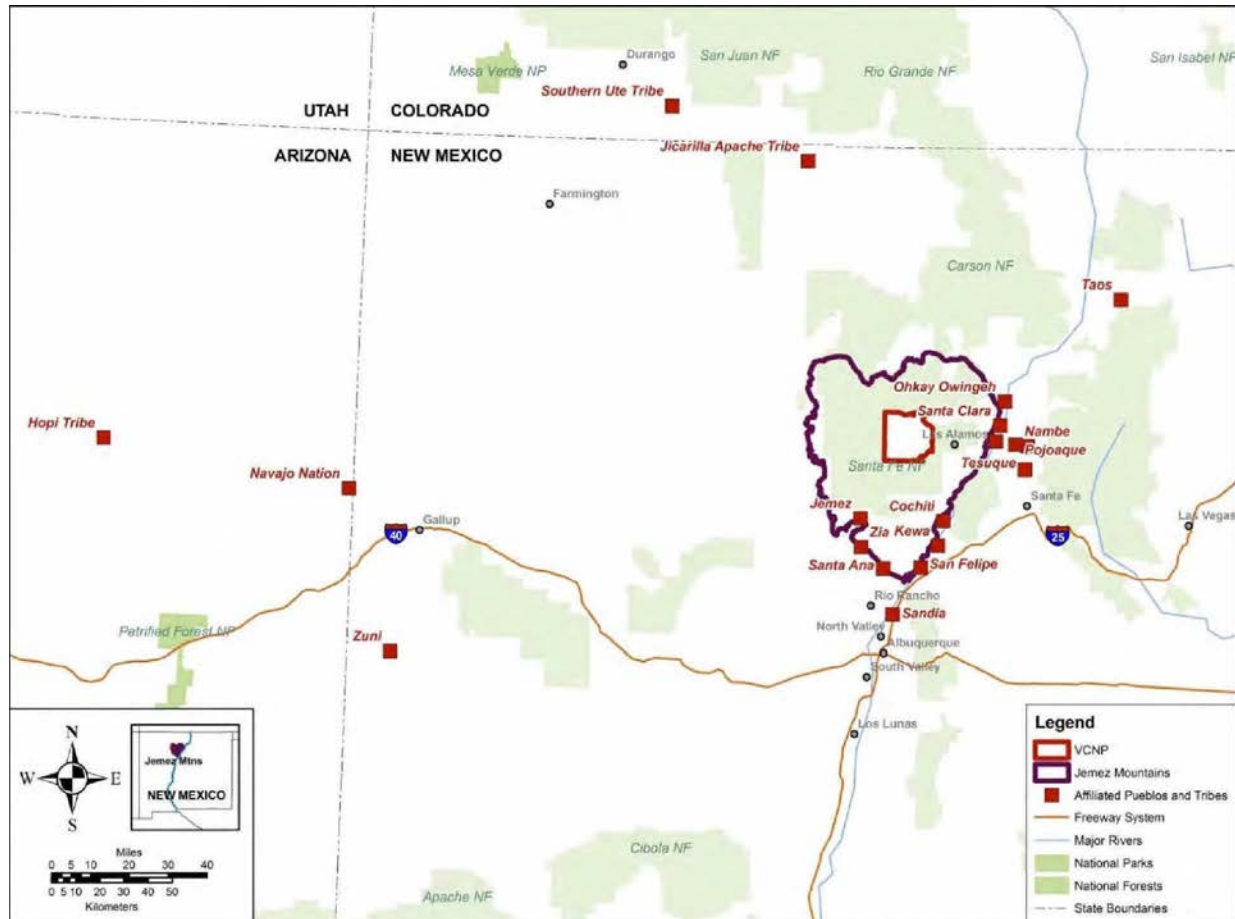 Durango
San Juan NF
Rio Grande NF
San Isabel NF
Mesa Verde NP
Southern Ute Tribe
UTAH
COLORADO
Jicarilla Apache Tribe
ARIZONA
NEW MEXICO
Farmington
Carson NF
Taos
Ohkay Owingeh
Santa Clara
Hopi Tribe
Los Alamos
Nambe
Pojoaque
Santa Fe NF
Tesuque
Navajo Nation
Jemez
Cochiti
Santa Fe
Las Vegas
Gallup
40
Zia
Kewa
25
Santa Ana
San Felipe
Rio Rancho
Sandia
Petrified Forest NP
Zuni
North Valley
Albuquerque
South Valley
Los Lunas
N
W
E
S
Jemez Mtns
NEW MEXICO
Miles
0 5 10 20 30 40
0 5 10 20 30 40 50
Kilometers
Cibola NF
Apache NF
Legend
VCNP
Jemez Mountains
Affiliated Pueblos and Tribes
Freeway System
Major Rivers
National Parks
National Forests
State Boundaries